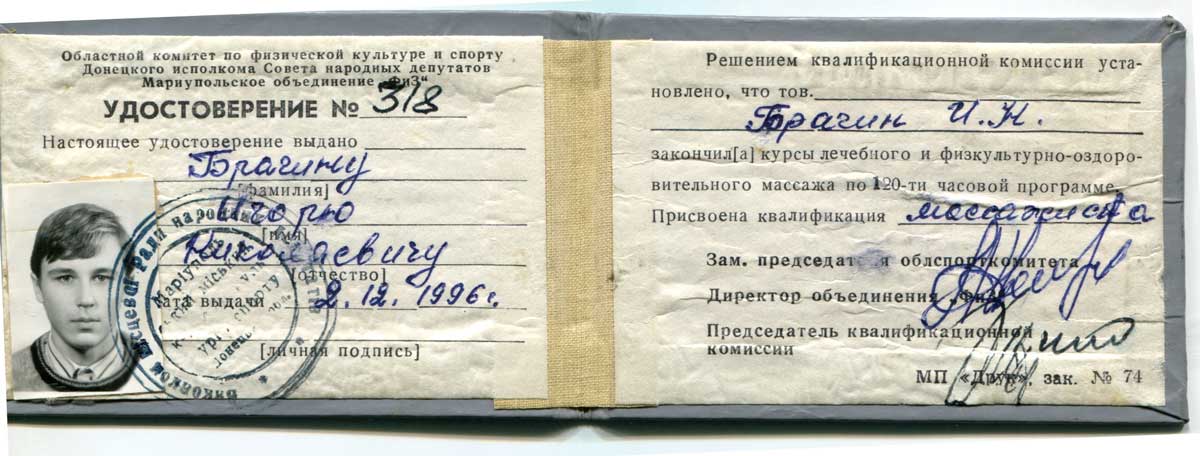 Областной комитет по физической культуре и спорту
Донецкого исполкома Совета народных депутатов
Мариупольское объединение „ФиЗ“
УДОСТОВЕРЕНИЕ № 318
Настоящее удостоверение выдано
Брагину
[фамилия]
Игорю
[имя]
Николаевичу
[отчество]
Дата выдачи 2.12.1996г.
[личная подпись]
Решением квалификационной комиссии уста-
новлено, что тов.
Брагин И.Н.
закончил[а] курсы лечебного и физкультурно-оздоро-
вительного массажа по 120-ти часовой программе.
Присвоена квалификация массажиста
Зам. председателя облспорткомитета
Директор объединения
Председатель квалификационной
комиссии
МП «Друк», зак. № 74